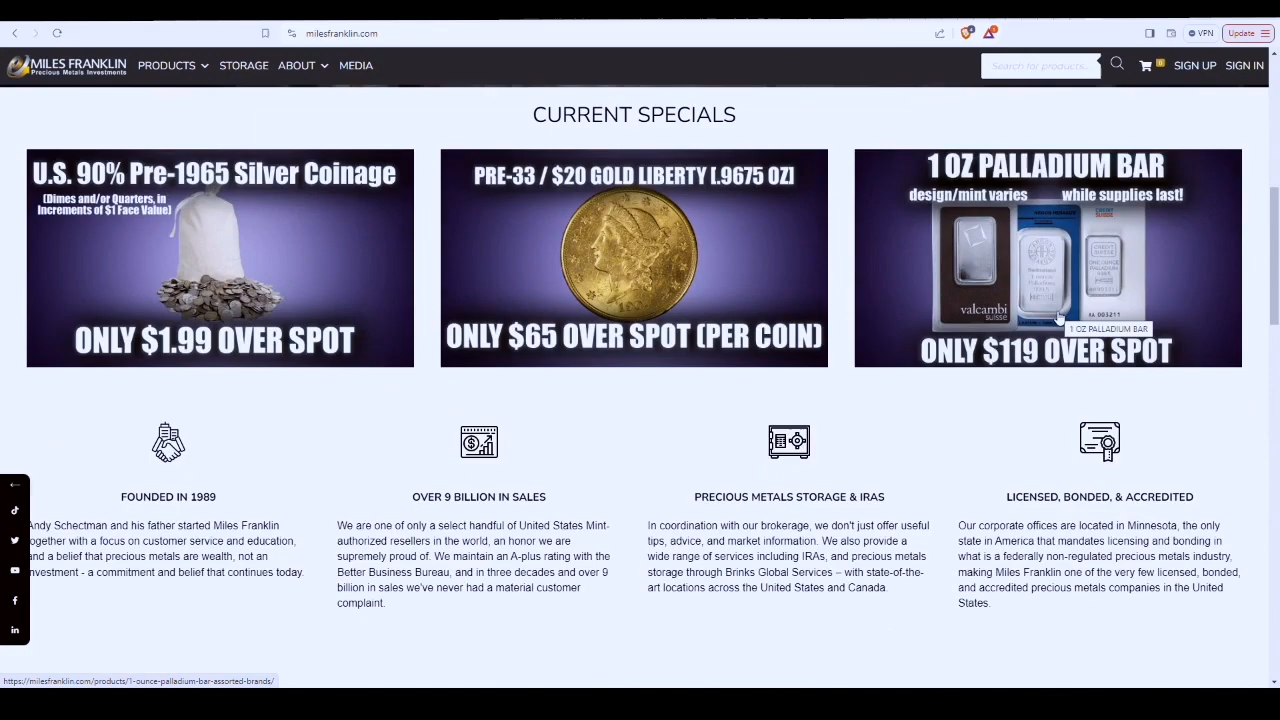 milesfranklin.com
VPN
Update
MILES FRANKLIN
Precious Metals Investments
PRODUCTS
STORAGE
ABOUT
MEDIA
Search for products...
0
SIGN UP
SIGN IN
CURRENT SPECIALS
U.S. 90% Pre-1965 Silver Coinage
(Dimes and/or Quarters, in
Increments of $1 Face Value)
ONLY $1.99 OVER SPOT
PRE-33 / $20 GOLD LIBERTY [.9675 OZ]
ONLY $65 OVER SPOT (PER COIN)
1 OZ PALLADIUM BAR
design/mint varies while supplies last!
CREDIT
SUISSE
valcambi
suisse
1 OZ PALLADIUM BAR
ONLY $119 OVER SPOT
FOUNDED IN 1989
Andy Schectman and his father started Miles Franklin
together with a focus on customer service and education,
and a belief that precious metals are wealth, not an
investment - a commitment and belief that continues today.
OVER 9 BILLION IN SALES
We are one of only a select handful of United States Mint-
authorized resellers in the world, an honor we are
supremely proud of. We maintain an A-plus rating with the
Better Business Bureau, and in three decades and over 9
billion in sales we've never had a material customer
complaint.
PRECIOUS METALS STORAGE & IRAS
In coordination with our brokerage, we don't just offer useful
tips, advice, and market information. We also provide a
wide range of services including IRAs, and precious metals
storage through Brinks Global Services – with state-of-the-
art locations across the United States and Canada.
LICENSED, BONDED, & ACCREDITED
Our corporate offices are located in Minnesota, the only
state in America that mandates licensing and bonding in
what is a federally non-regulated precious metals industry,
making Miles Franklin one of the very few licensed, bonded,
and accredited precious metals companies in the United
States.
https://milesfranklin.com/products/1-ounce-palladium-bar-assorted-brands/